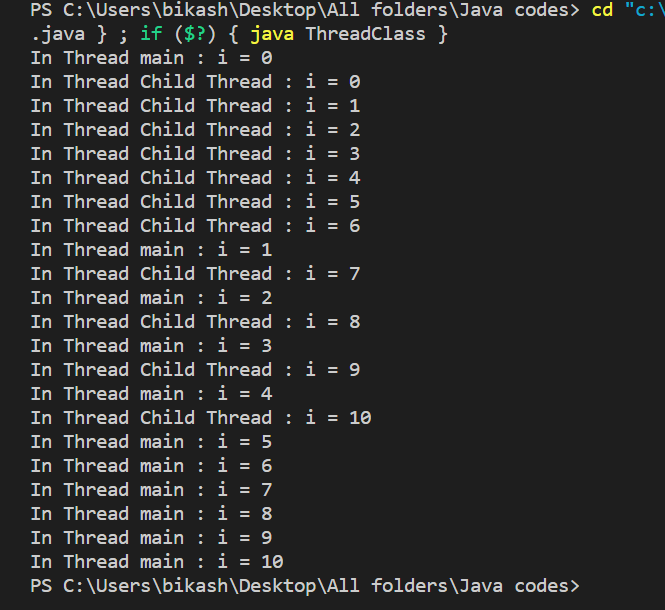 PS C:\Users\bikash\Desktop\All folders\Java codes> cd "c:\
.java } ; if ($?) { java ThreadClass }
In Thread main : i = 0
In Thread Child Thread : i = 0
In Thread Child Thread : i = 1
In Thread Child Thread : i = 2
In Thread Child Thread : i = 3
In Thread Child Thread : i = 4
In Thread Child Thread : i = 5
In Thread Child Thread : i = 6
In Thread main : i = 1
In Thread Child Thread : i = 7
In Thread main : i = 2
In Thread Child Thread : i = 8
In Thread main : i = 3
In Thread Child Thread : i = 9
In Thread main : i = 4
In Thread Child Thread : i = 10
In Thread main : i = 5
In Thread main : i = 6
In Thread main : i = 7
In Thread main : i = 8
In Thread main : i = 9
In Thread main : i = 10
PS C:\Users\bikash\Desktop\All folders\Java codes>